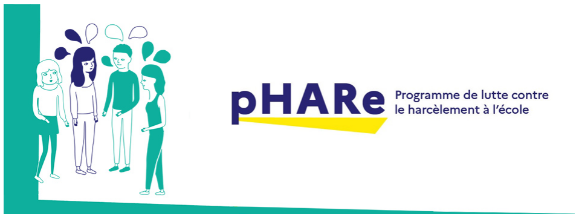 pHARe
Programme de lutte contre
le harcèlement à l'école